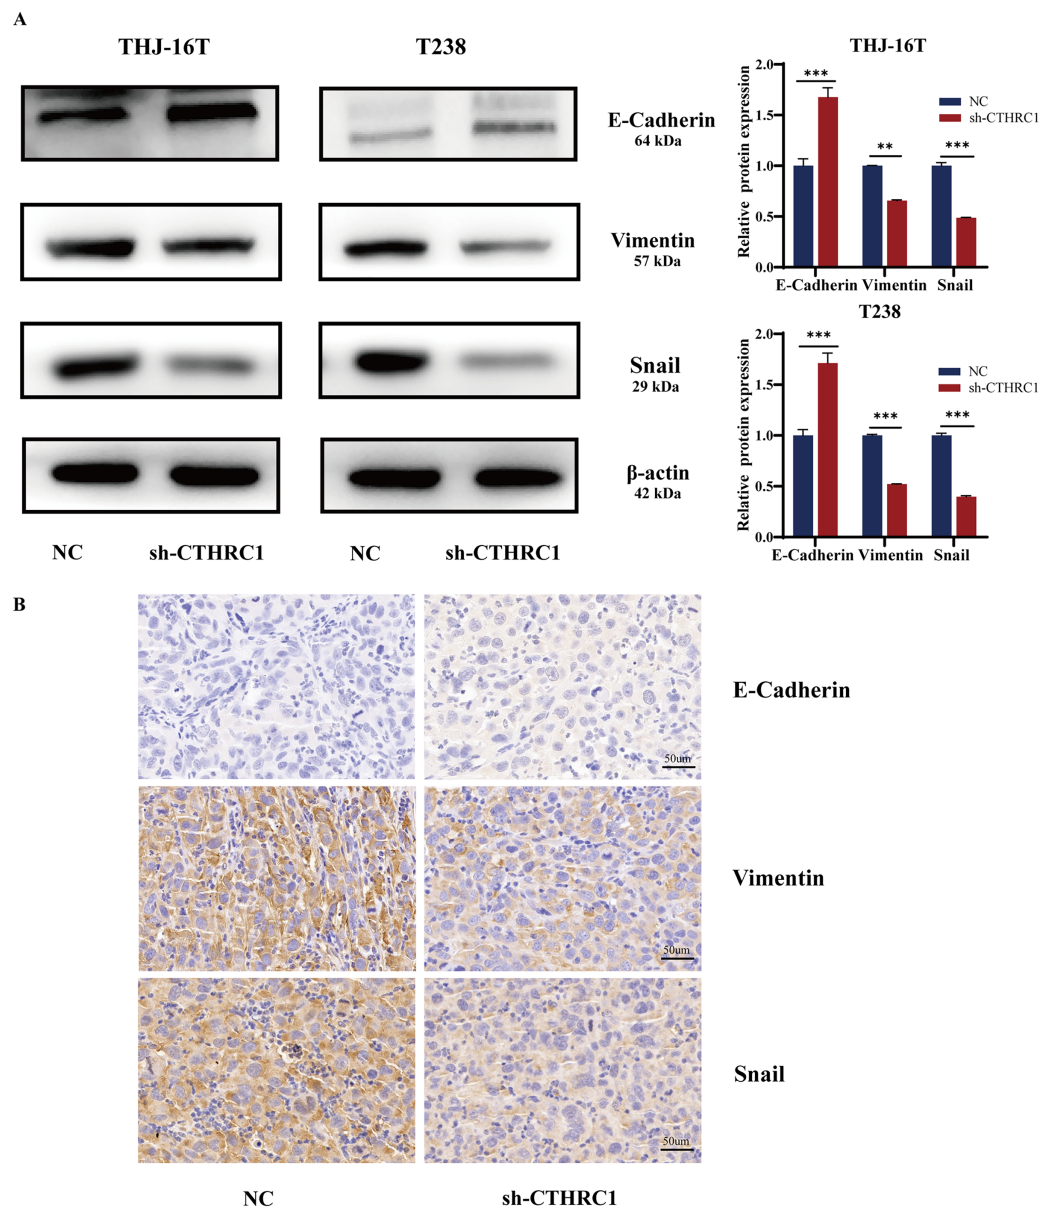 A
THJ-16T
T238
E-Cadherin
64 kDa
Vimentin
57 kDa
Snail
29 kDa
β-actin
42 kDa
NC
sh-CTHRC1
NC
sh-CTHRC1
THJ-16T
Relative protein expression
2.0
1.5
1.0
0.5
0.0
***
**
***
NC
sh-CTHRC1
E-Cadherin
Vimentin
Snail
T238
Relative protein expression
2.0
1.5
1.0
0.5
0.0
***
***
***
NC
sh-CTHRC1
E-Cadherin
Vimentin
Snail
B
50um
E-Cadherin
50um
Vimentin
50um
Snail
NC
sh-CTHRC1